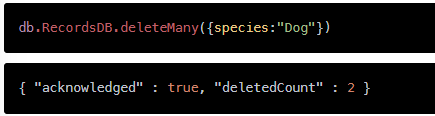 db.RecordsDB.deleteMany({species:"Dog"})
{ "acknowledged" : true, "deletedCount" : 2 }